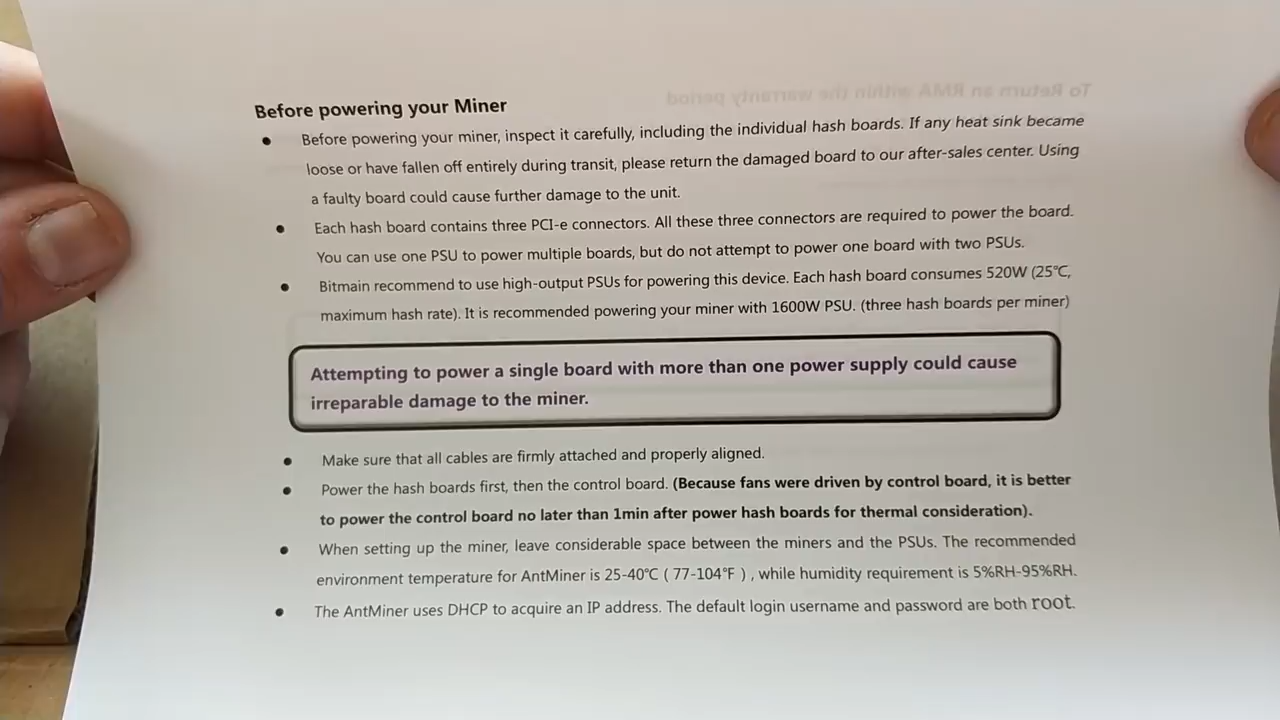 To Return an RMA within the warranty period
Before powering your Miner
● Before powering your miner, inspect it carefully, including the individual hash boards. If any heat sink became
loose or have fallen off entirely during transit, please return the damaged board to our after-sales center. Using
a faulty board could cause further damage to the unit.
● Each hash board contains three PCI-e connectors. All these three connectors are required to power the board.
You can use one PSU to power multiple boards, but do not attempt to power one board with two PSUs.
● Bitmain recommend to use high-output PSUs for powering this device. Each hash board consumes 520W (25℃,
maximum hash rate). It is recommended powering your miner with 1600W PSU. (three hash boards per miner)
Attempting to power a single board with more than one power supply could cause
irreparable damage to the miner.
● Make sure that all cables are firmly attached and properly aligned.
● Power the hash boards first, then the control board. (Because fans were driven by control board, it is better
to power the control board no later than 1min after power hash boards for thermal consideration).
● When setting up the miner, leave considerable space between the miners and the PSUs. The recommended
environment temperature for AntMiner is 25-40℃ ( 77-104℉ ) , while humidity requirement is 5%RH-95%RH.
● The AntMiner uses DHCP to acquire an IP address. The default login username and password are both root.